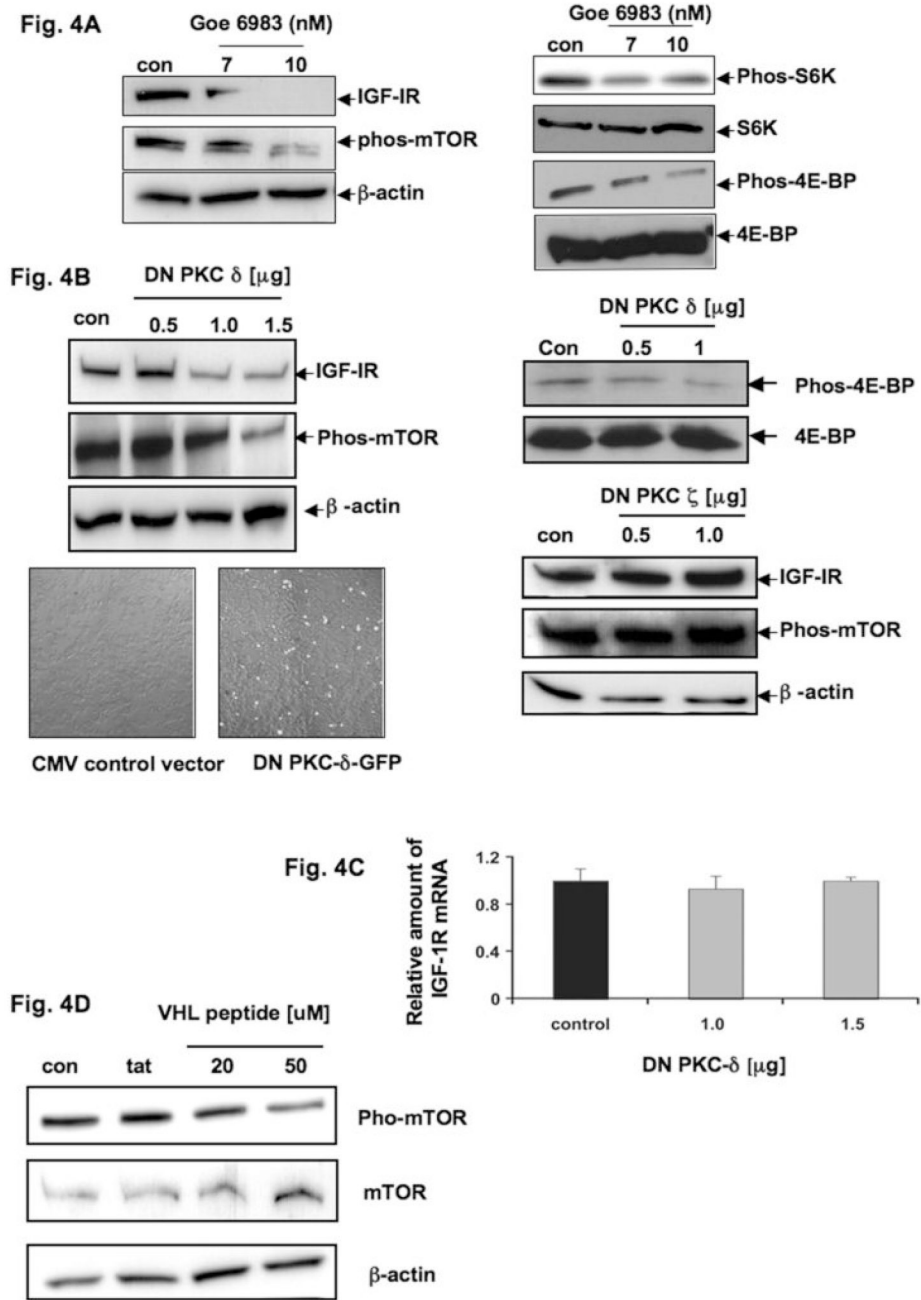 Fig. 4A
Goe 6983 (nM)
con 7 10
IGF-IR
phos-mTOR
β-actin
Goe 6983 (nM)
con 7 10
Phos-S6K
S6K
Phos-4E-BP
4E-BP
Fig. 4B
DN PKC δ [μg]
con 0.5 1.0 1.5
IGF-IR
Phos-mTOR
β -actin
CMV control vector DN PKC-δ-GFP
DN PKC δ [μg]
Con 0.5 1
Phos-4E-BP
4E-BP
DN PKC ζ [μg]
con 0.5 1.0
IGF-IR
Phos-mTOR
β -actin
Fig. 4C
Relative amount of
IGF-1R mRNA
1.2
0.8
0.4
0
control 1.0 1.5
DN PKC-δ [μg]
Fig. 4D
VHL peptide [uM]
con tat 20 50
Pho-mTOR
mTOR
β-actin